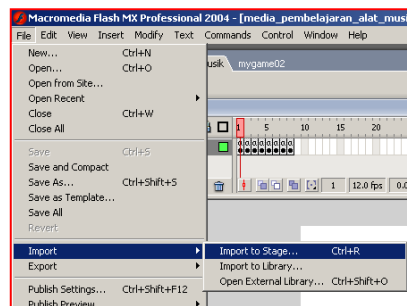 Macromedia Flash MX Professional 2004 - [media_pembelajaran_alat_musi
File Edit View Insert Modify Text Commands Control Window Help
New... Ctrl+N
Open... Ctrl+O
Open from Site...
Open Recent
Close Ctrl+W
Close All
Save Ctrl+S
Save and Compact
Save As... Ctrl+Shift+S
Save as Template...
Save All
Revert
Import
Export
Publish Settings... Ctrl+Shift+F12
Publish Preview
usik mygame02
1 5 10 15 20
1 12.0 fps 0.0
Import to Stage... Ctrl+R
Import to Library...
Open External Library... Ctrl+Shift+O